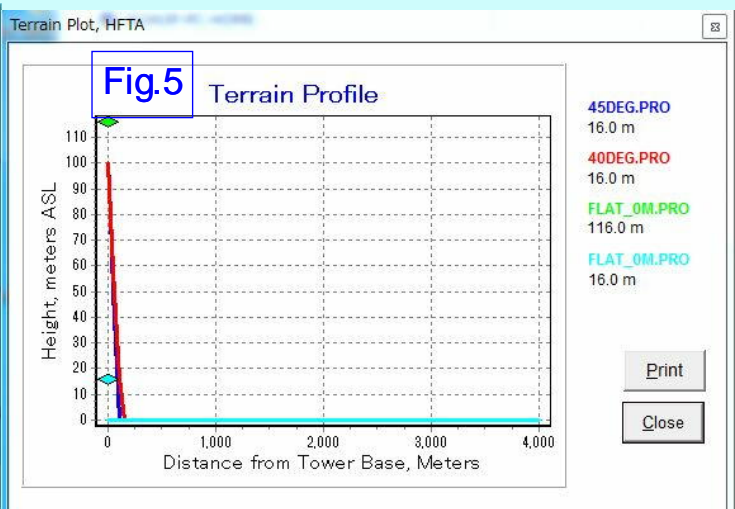 Terrain Plot, HFTA
Fig.5
Terrain Profile
110
100
90
80
70
60
50
40
30
20
10
0
Height, meters ASL
0 1,000 2,000 3,000 4,000
Distance from Tower Base, Meters
45DEG.PRO
16.0 m
40DEG.PRO
16.0 m
FLAT_0M.PRO
116.0 m
FLAT_0M.PRO
16.0 m
Print
Close